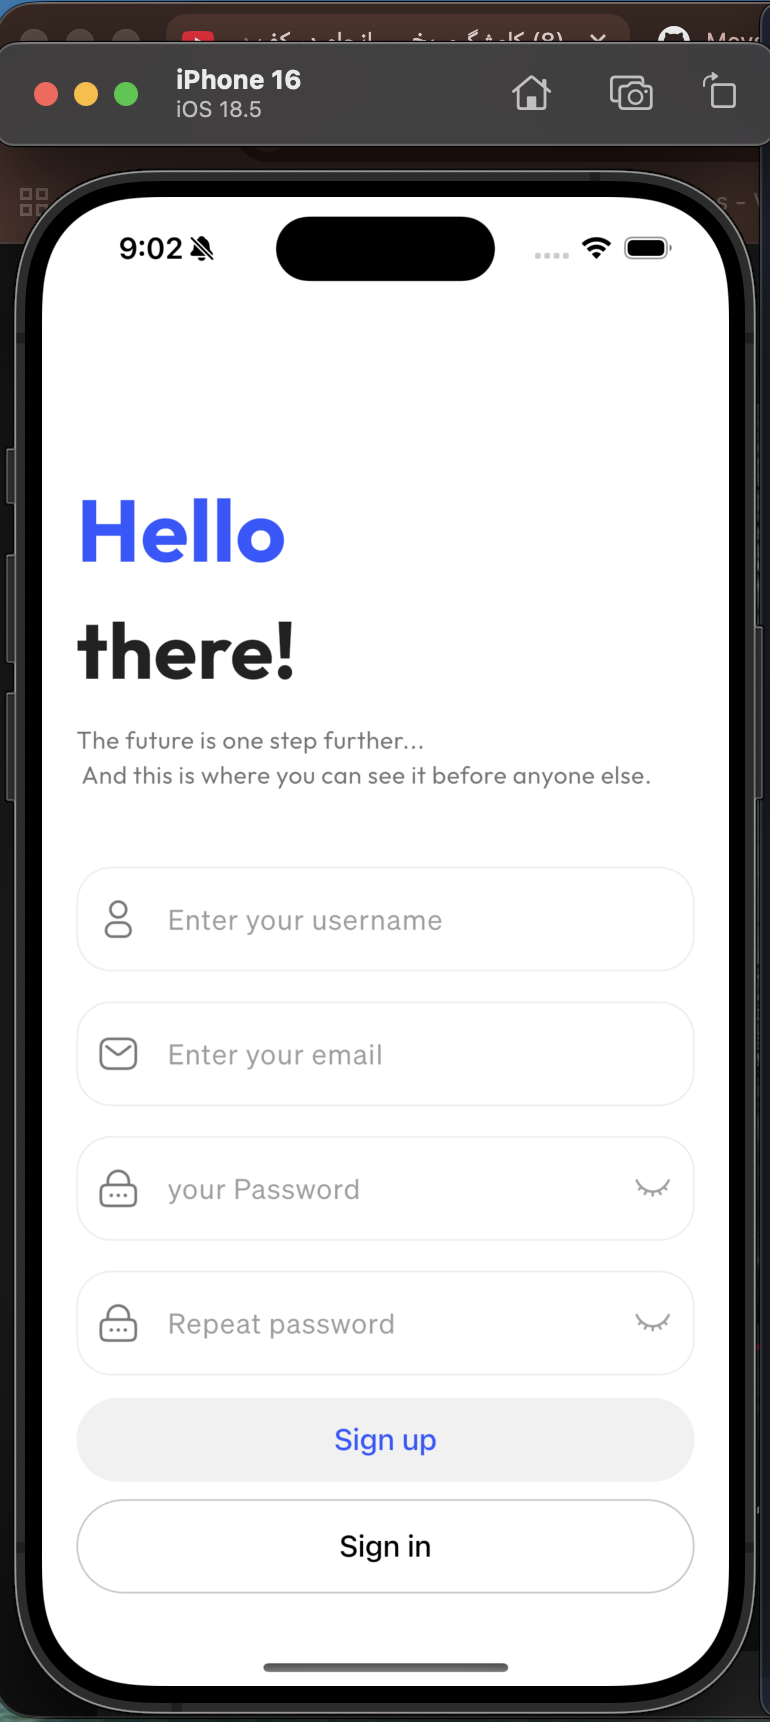 iPhone 16
iOS 18.5
9:02
Hello
there!
The future is one step further...
And this is where you can see it before anyone else.
Enter your username
Enter your email
your Password
Repeat password
Sign up
Sign in